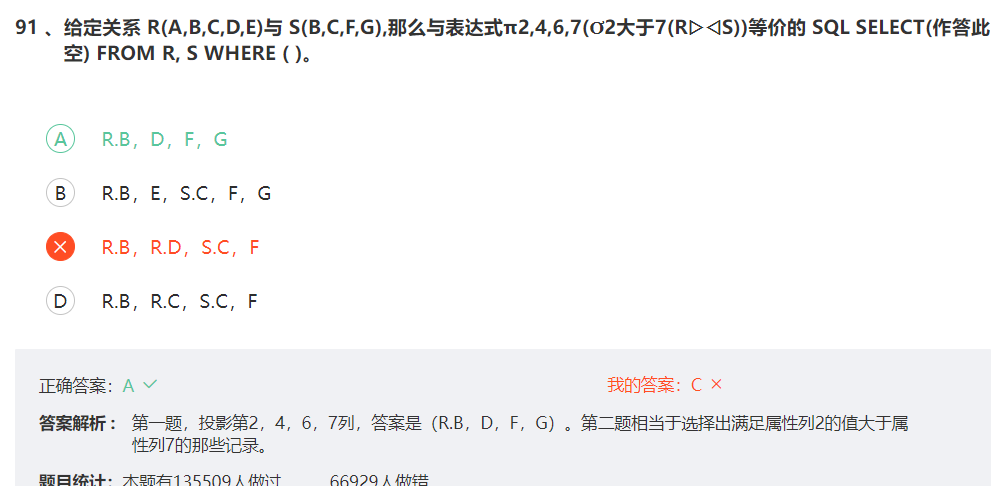 91 、给定关系 R(A,B,C,D,E)与 S(B,C,F,G),那么与表达式π2,4,6,7(σ2大于7(R▷◁S))等价的 SQL SELECT(作答此
空) FROM R, S WHERE ( )。
A R.B，D，F，G
B R.B，E，S.C，F，G
× R.B，R.D，S.C，F
D R.B，R.C，S.C，F
正确答案：A ✓ 我的答案：C ×
答案解析： 第一题，投影第2，4，6，7列，答案是（R.B，D，F，G）。第二题相当于选择出满足属性列2的值大于属
性列7的那些记录。
题目统计：本题有135509人做过 66929人做错